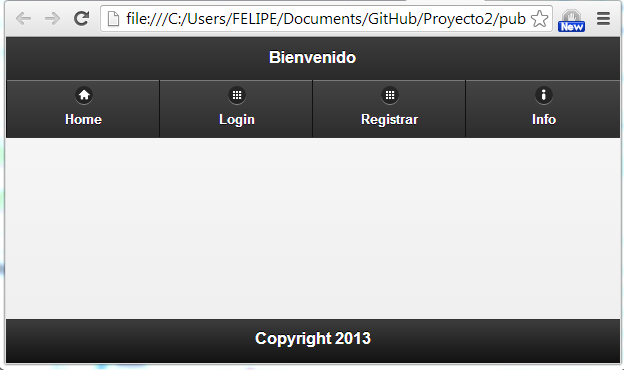 file:///C:/Users/FELIPE/Documents/GitHub/Proyecto2/pub
New
Bienvenido
Home Login Registrar Info
Copyright 2013